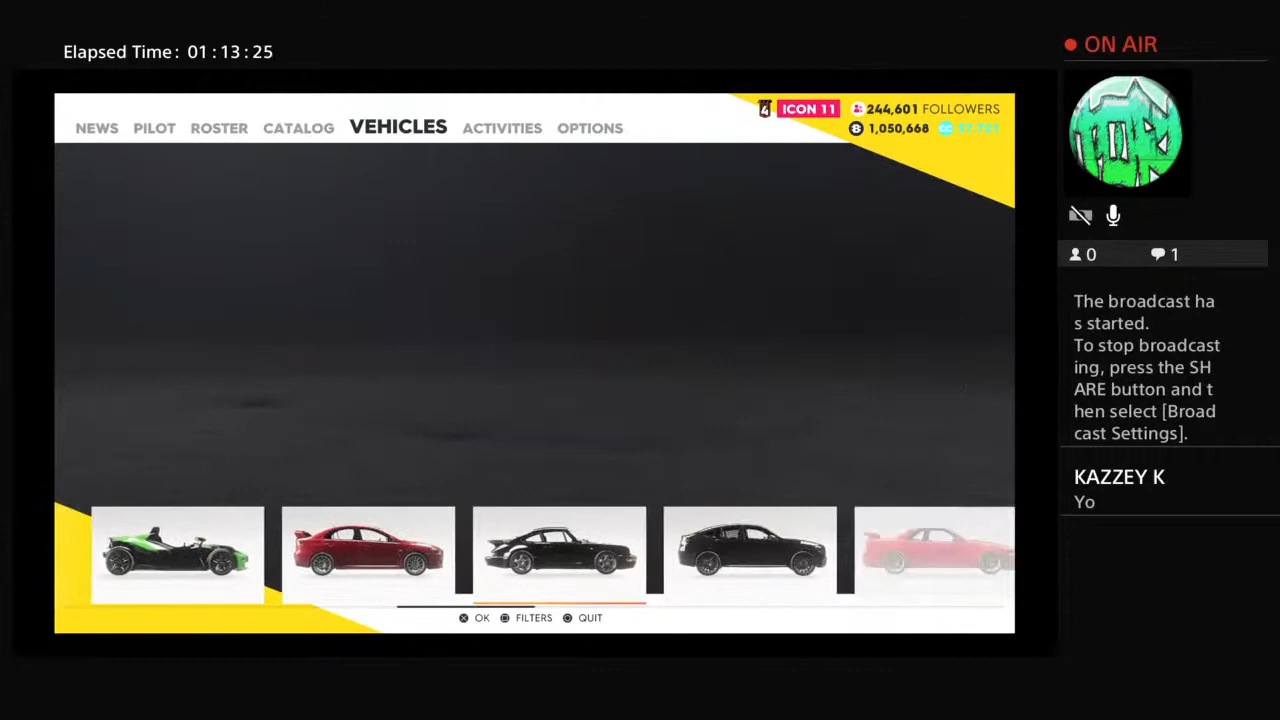 Elapsed Time: 01:13:25
ON AIR
4 ICON 11 244,601 FOLLOWERS
NEWS PILOT ROSTER CATALOG VEHICLES ACTIVITIES OPTIONS
1,050,668 CC
0 1
The broadcast ha
s started.
To stop broadcast
ing, press the SH
ARE button and t
hen select [Broad
cast Settings].
KAZZEY K
Yo
OK FILTERS QUIT